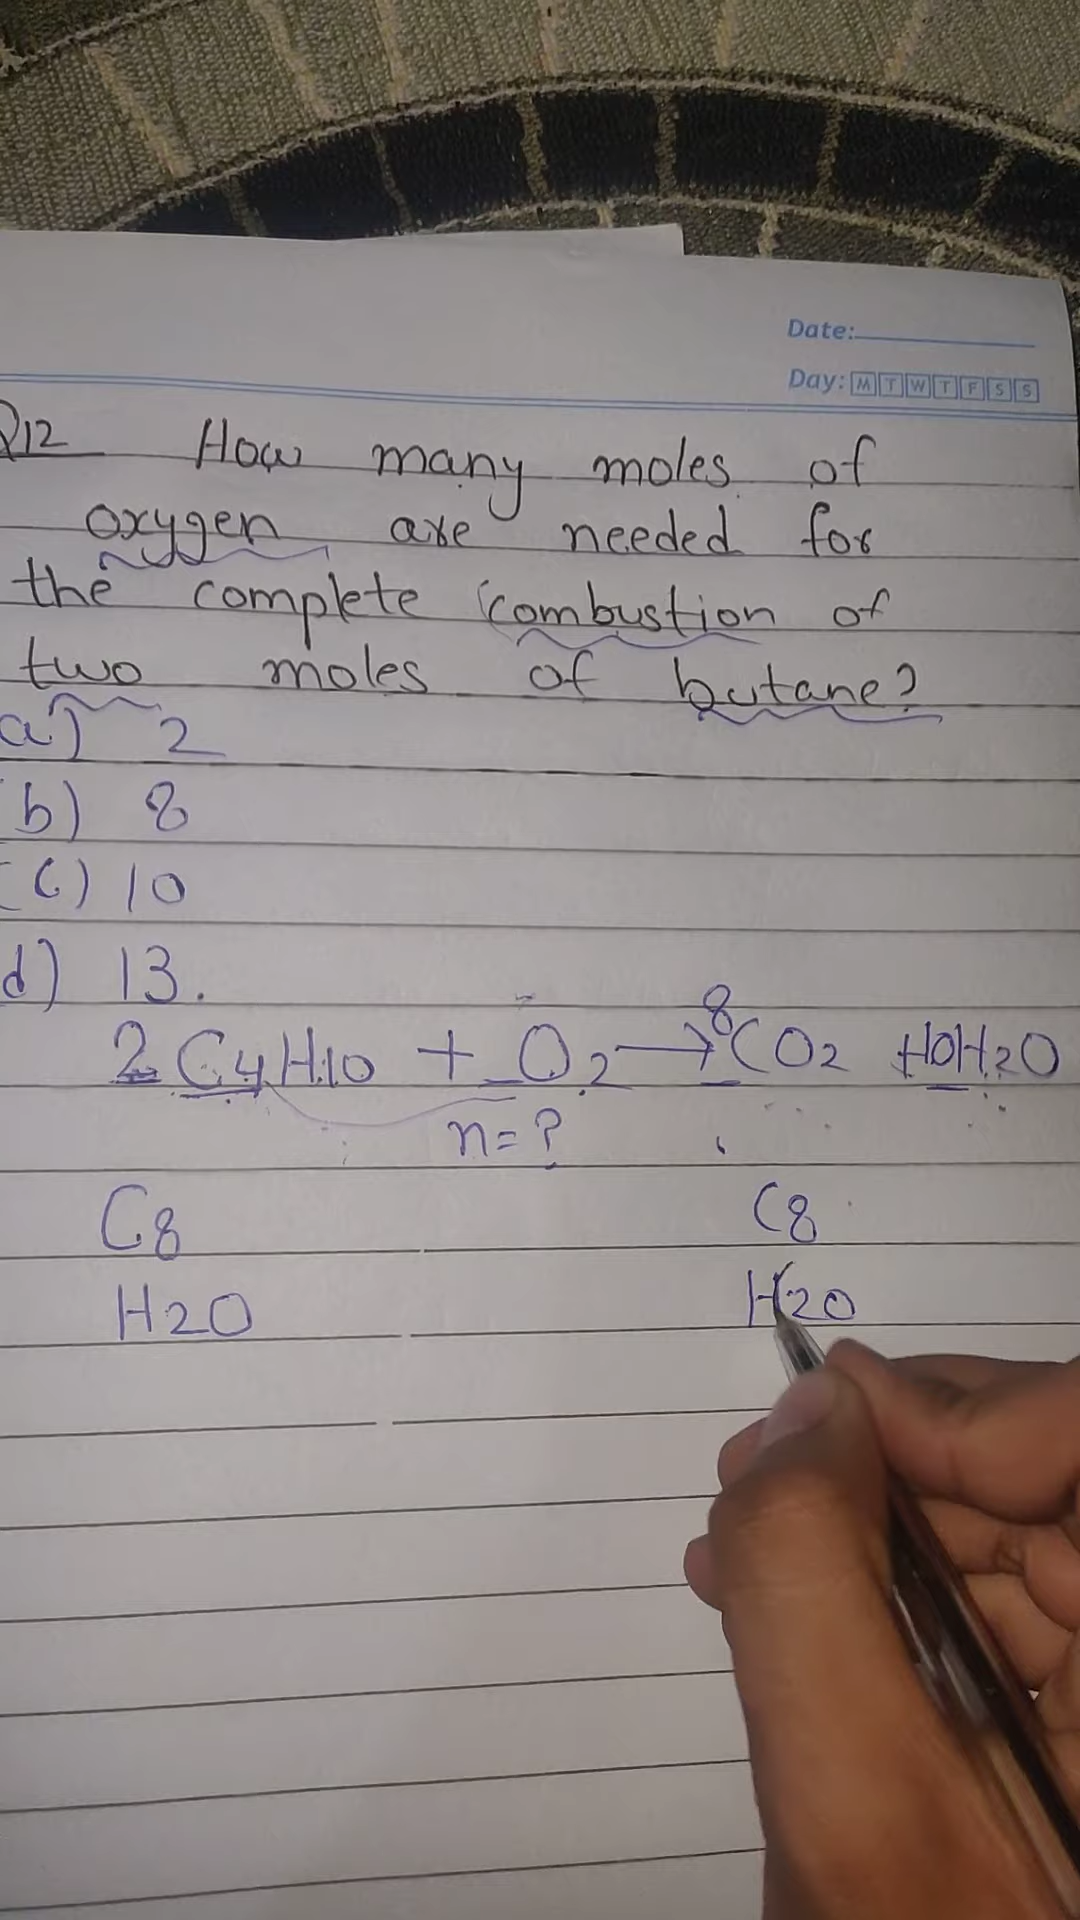 Date:
Day: M T W T F S S
Q12 How many moles of
oxygen are needed for
the complete combustion of
two moles of butane?
a) 2
(b) 8
(C) 10
d) 13.
2 C4H10 + O2 → 8CO2 + 10H2O
n = ?
C8 C8
H20 H20